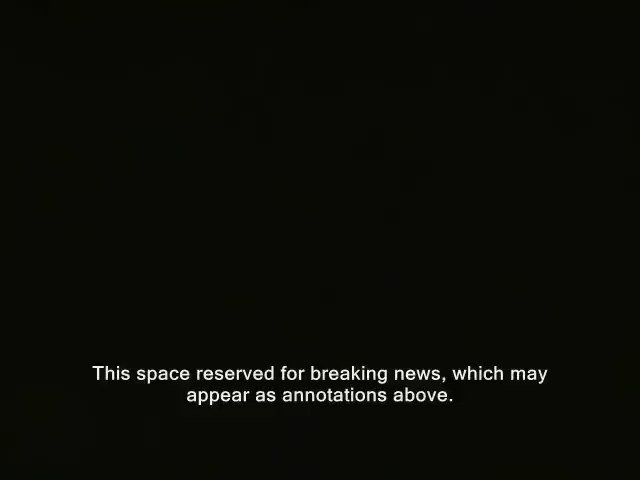 This space reserved for breaking news, which may
appear as annotations above.